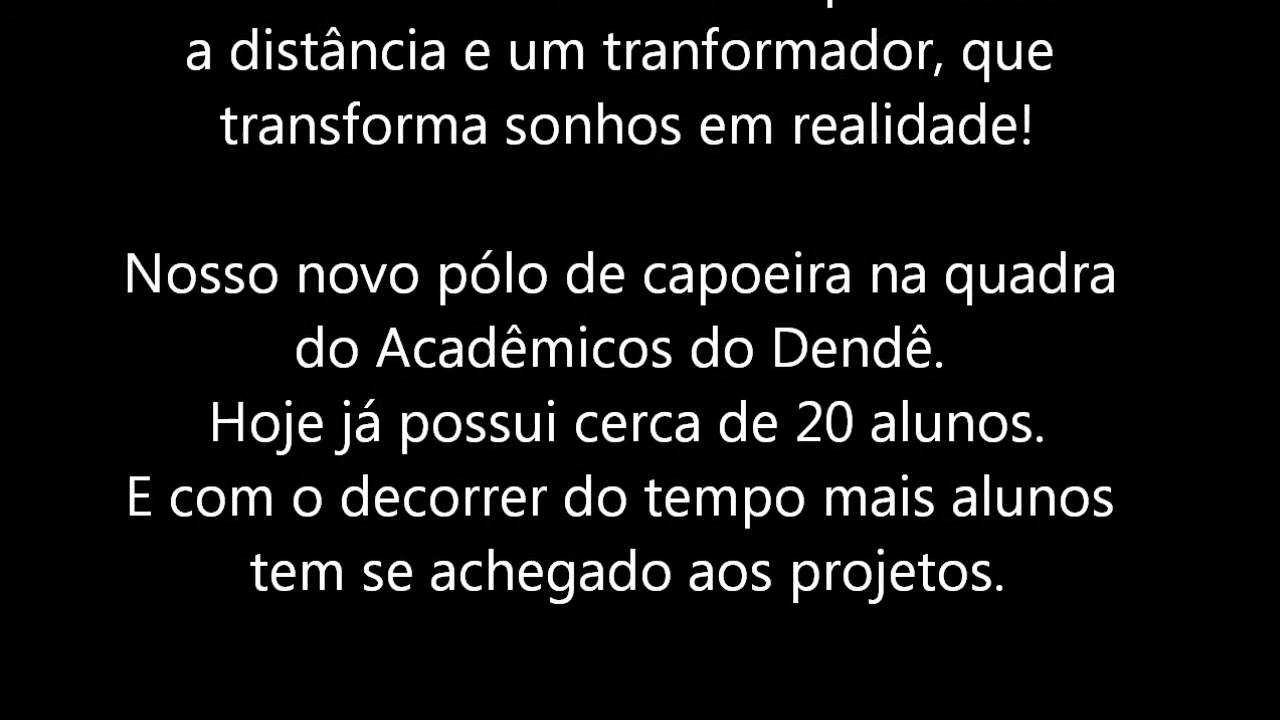 a distância e um tranformador, que
transforma sonhos em realidade!
Nosso novo pólo de capoeira na quadra
do Acadêmicos do Dendê.
Hoje já possui cerca de 20 alunos.
E com o decorrer do tempo mais alunos
tem se achegado aos projetos.